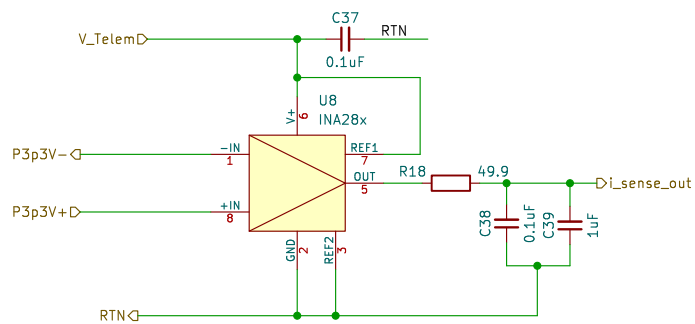 C37
V_Telem
RTN
0.1uF
U8
INA28x
V+
6
-IN
1
REF1
7
P3p3V-
R18
49.9
OUT
5
i_sense_out
P3p3V+
+IN
8
C38
0.1uF
C39
1uF
GND
2
REF2
3
RTN